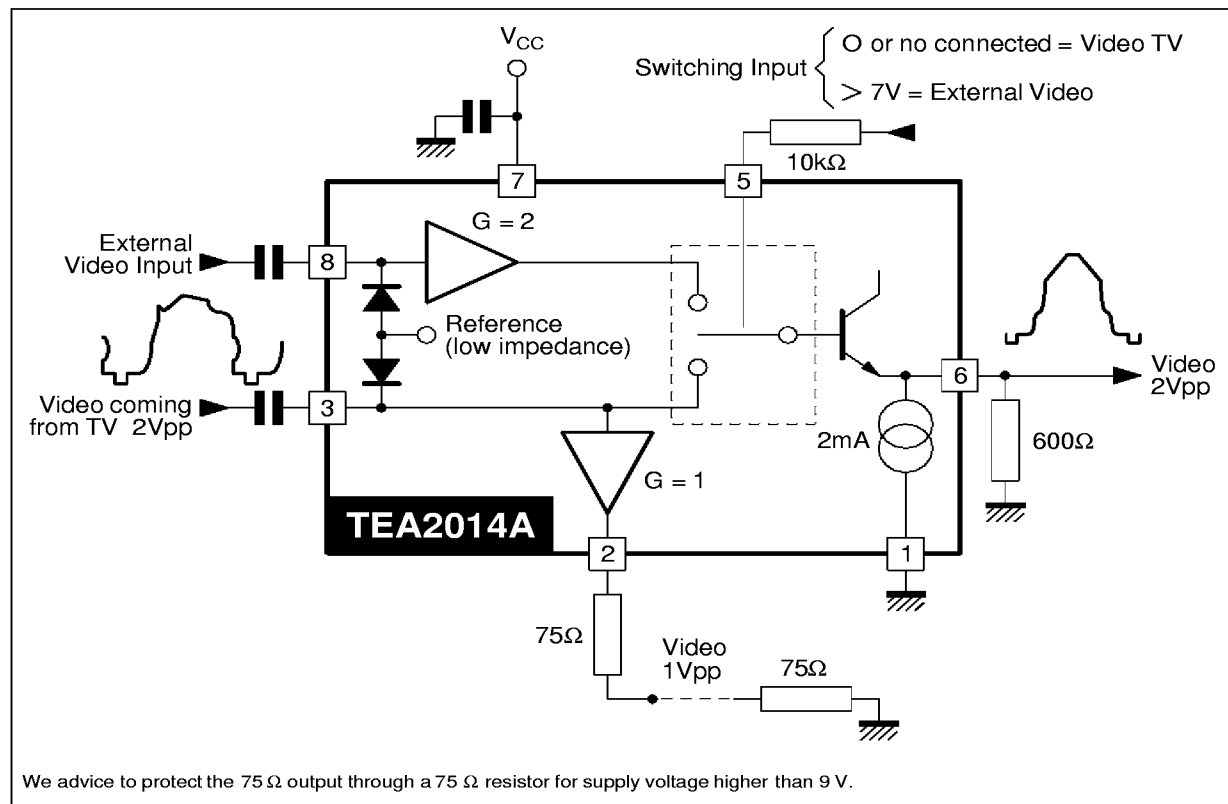 V_CC
Switching Input
O or no connected = Video TV
> 7V = External Video
10kΩ
7
5
G = 2
External
Video Input
8
Reference
(low impedance)
Video coming
from TV 2Vpp
3
6
Video
2Vpp
2mA
600Ω
G = 1
TEA2014A
2
1
75Ω
Video
1Vpp
75Ω
We advice to protect the 75 Ω output through a 75 Ω resistor for supply voltage higher than 9 V.